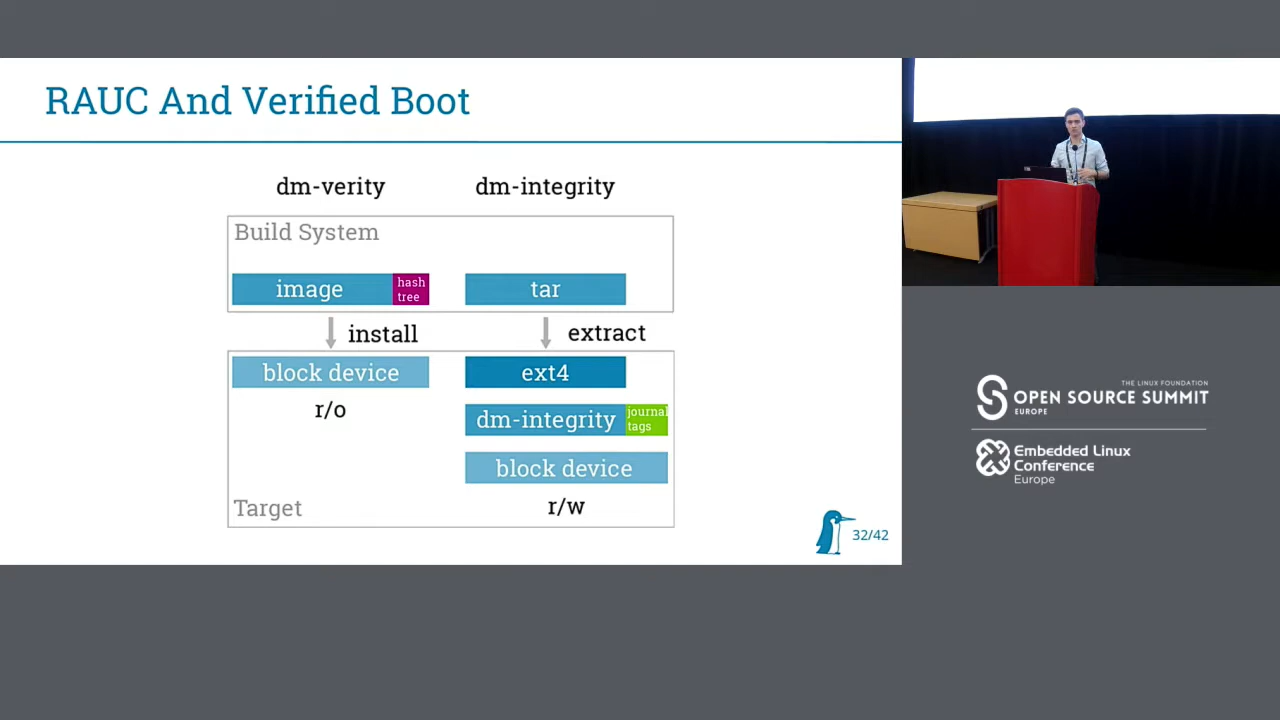 RAUC And Verified Boot
dm-verity
dm-integrity
Build System
image
hash
tree
tar
install
extract
block device
ext4
r/o
dm-integrity
journal
tags
block device
r/w
Target
32/42
THE LINUX FOUNDATION
OPEN SOURCE SUMMIT
EUROPE
Embedded Linux
Conference
Europe